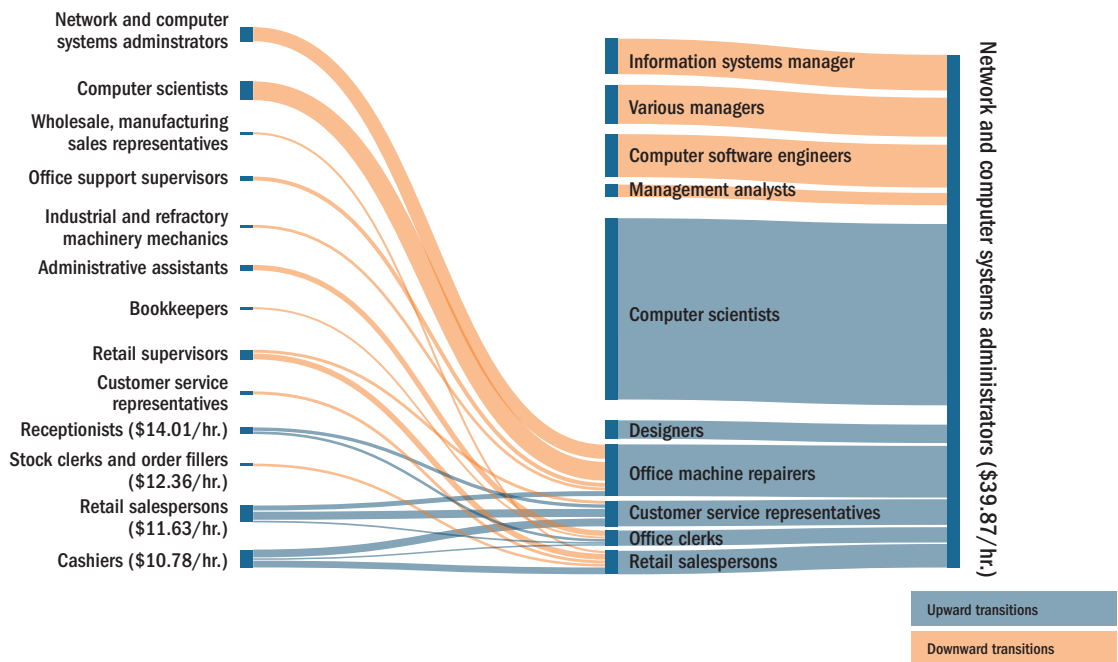 Network and computer
systems adminstrators
Computer scientists
Wholesale, manufacturing
sales representatives
Office support supervisors
Industrial and refractory
machinery mechanics
Administrative assistants
Bookkeepers
Retail supervisors
Customer service
representatives
Receptionists ($14.01/hr.)
Stock clerks and order fillers
($12.36/hr.)
Retail salespersons
($11.63/hr.)
Cashiers ($10.78/hr.)
Information systems manager
Various managers
Computer software engineers
Management analysts
Computer scientists
Designers
Office machine repairers
Customer service representatives
Office clerks
Retail salespersons
Network and computer systems administrators ($39.87/hr.)
Upward transitions
Downward transitions